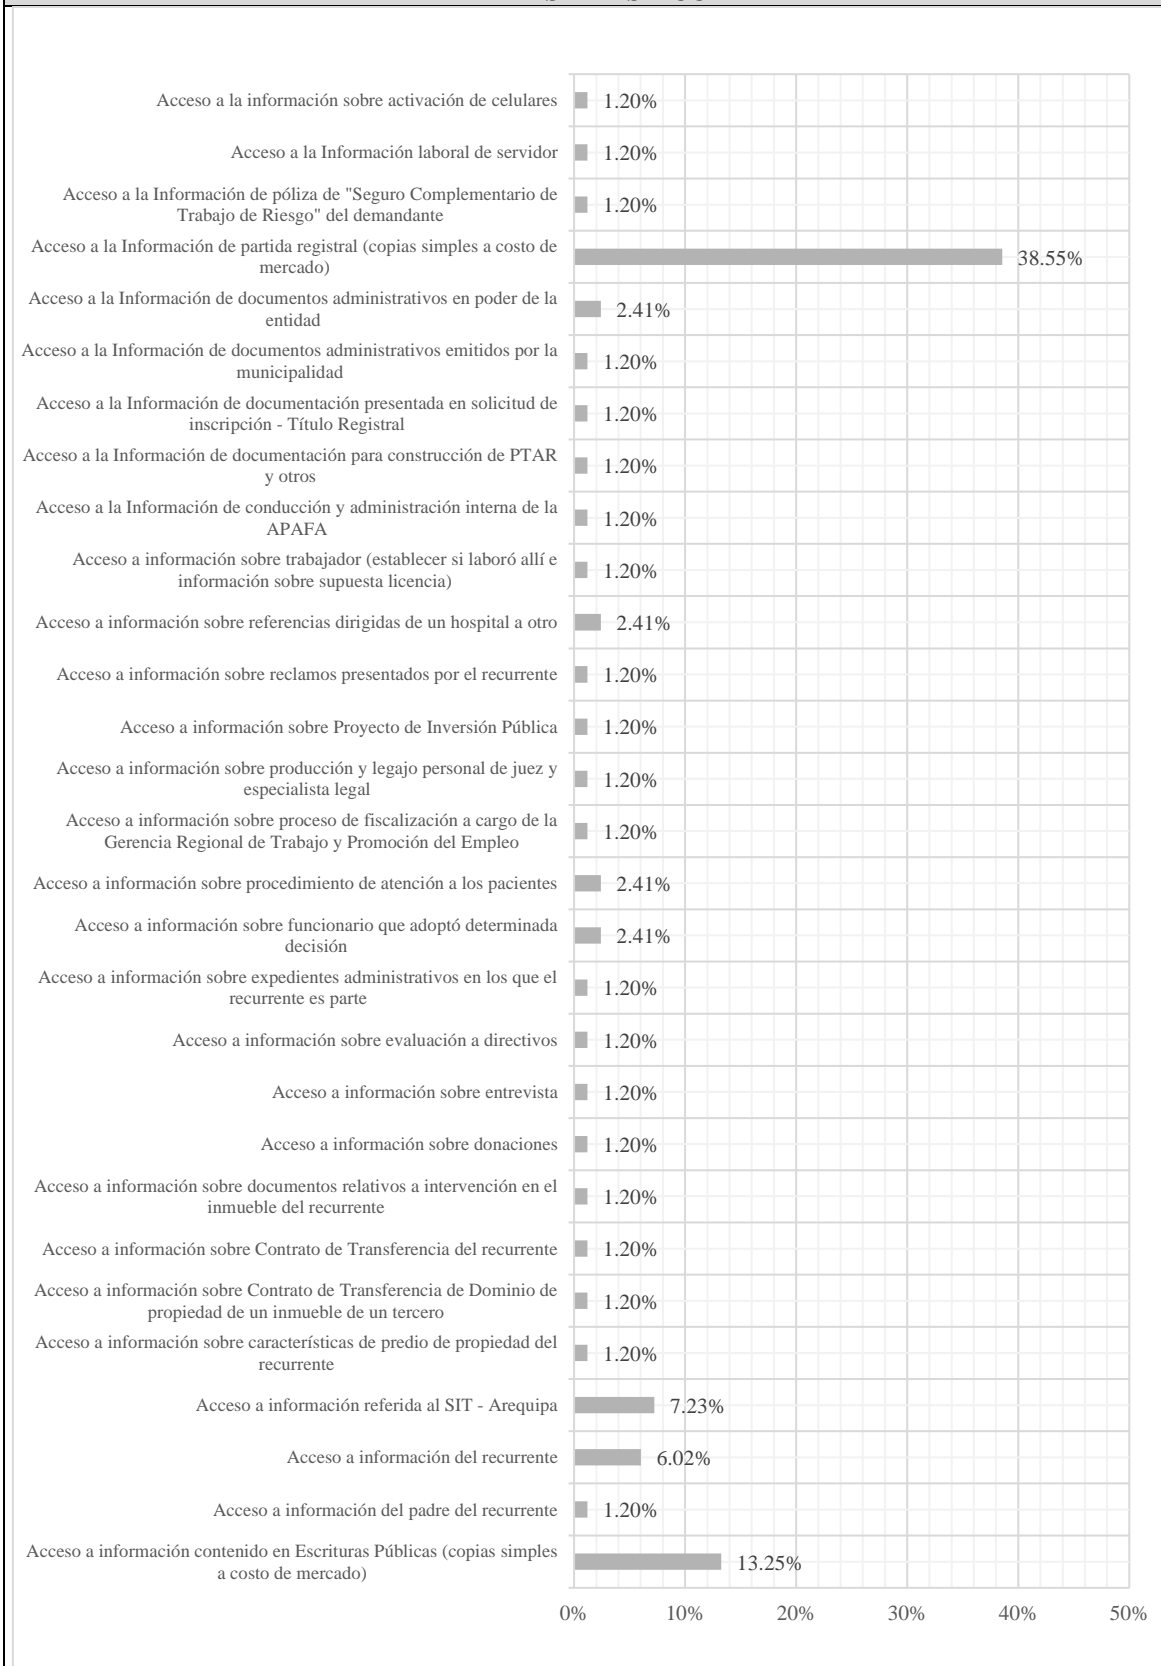 Acceso a la información sobre activación de celulares
1.20%
Acceso a la Información laboral de servidor
1.20%
Acceso a la Información de póliza de "Seguro Complementario de
Trabajo de Riesgo" del demandante
1.20%
Acceso a la Información de partida registral (copias simples a costo de
mercado)
38.55%
Acceso a la Información de documentos administrativos en poder de la
entidad
2.41%
Acceso a la Información de documentos administrativos emitidos por la
municipalidad
1.20%
Acceso a la Información de documentación presentada en solicitud de
inscripción - Título Registral
1.20%
Acceso a la Información de documentación para construcción de PTAR
y otros
1.20%
Acceso a la Información de conducción y administración interna de la
APAFA
1.20%
Acceso a información sobre trabajador (establecer si laboró allí e
información sobre supuesta licencia)
1.20%
Acceso a información sobre referencias dirigidas de un hospital a otro
2.41%
Acceso a información sobre reclamos presentados por el recurrente
1.20%
Acceso a información sobre Proyecto de Inversión Pública
1.20%
Acceso a información sobre producción y legajo personal de juez y
especialista legal
1.20%
Acceso a información sobre proceso de fiscalización a cargo de la
Gerencia Regional de Trabajo y Promoción del Empleo
1.20%
Acceso a información sobre procedimiento de atención a los pacientes
2.41%
Acceso a información sobre funcionario que adoptó determinada
decisión
2.41%
Acceso a información sobre expedientes administrativos en los que el
recurrente es parte
1.20%
Acceso a información sobre evaluación a directivos
1.20%
Acceso a información sobre entrevista
1.20%
Acceso a información sobre donaciones
1.20%
Acceso a información sobre documentos relativos a intervención en el
inmueble del recurrente
1.20%
Acceso a información sobre Contrato de Transferencia del recurrente
1.20%
Acceso a información sobre Contrato de Transferencia de Dominio de
propiedad de un inmueble de un tercero
1.20%
Acceso a información sobre características de predio de propiedad del
recurrente
1.20%
Acceso a información referida al SIT - Arequipa
7.23%
Acceso a información del recurrente
6.02%
Acceso a información del padre del recurrente
1.20%
Acceso a información contenido en Escrituras Públicas (copias simples
a costo de mercado)
13.25%
0% 10% 20% 30% 40% 50%